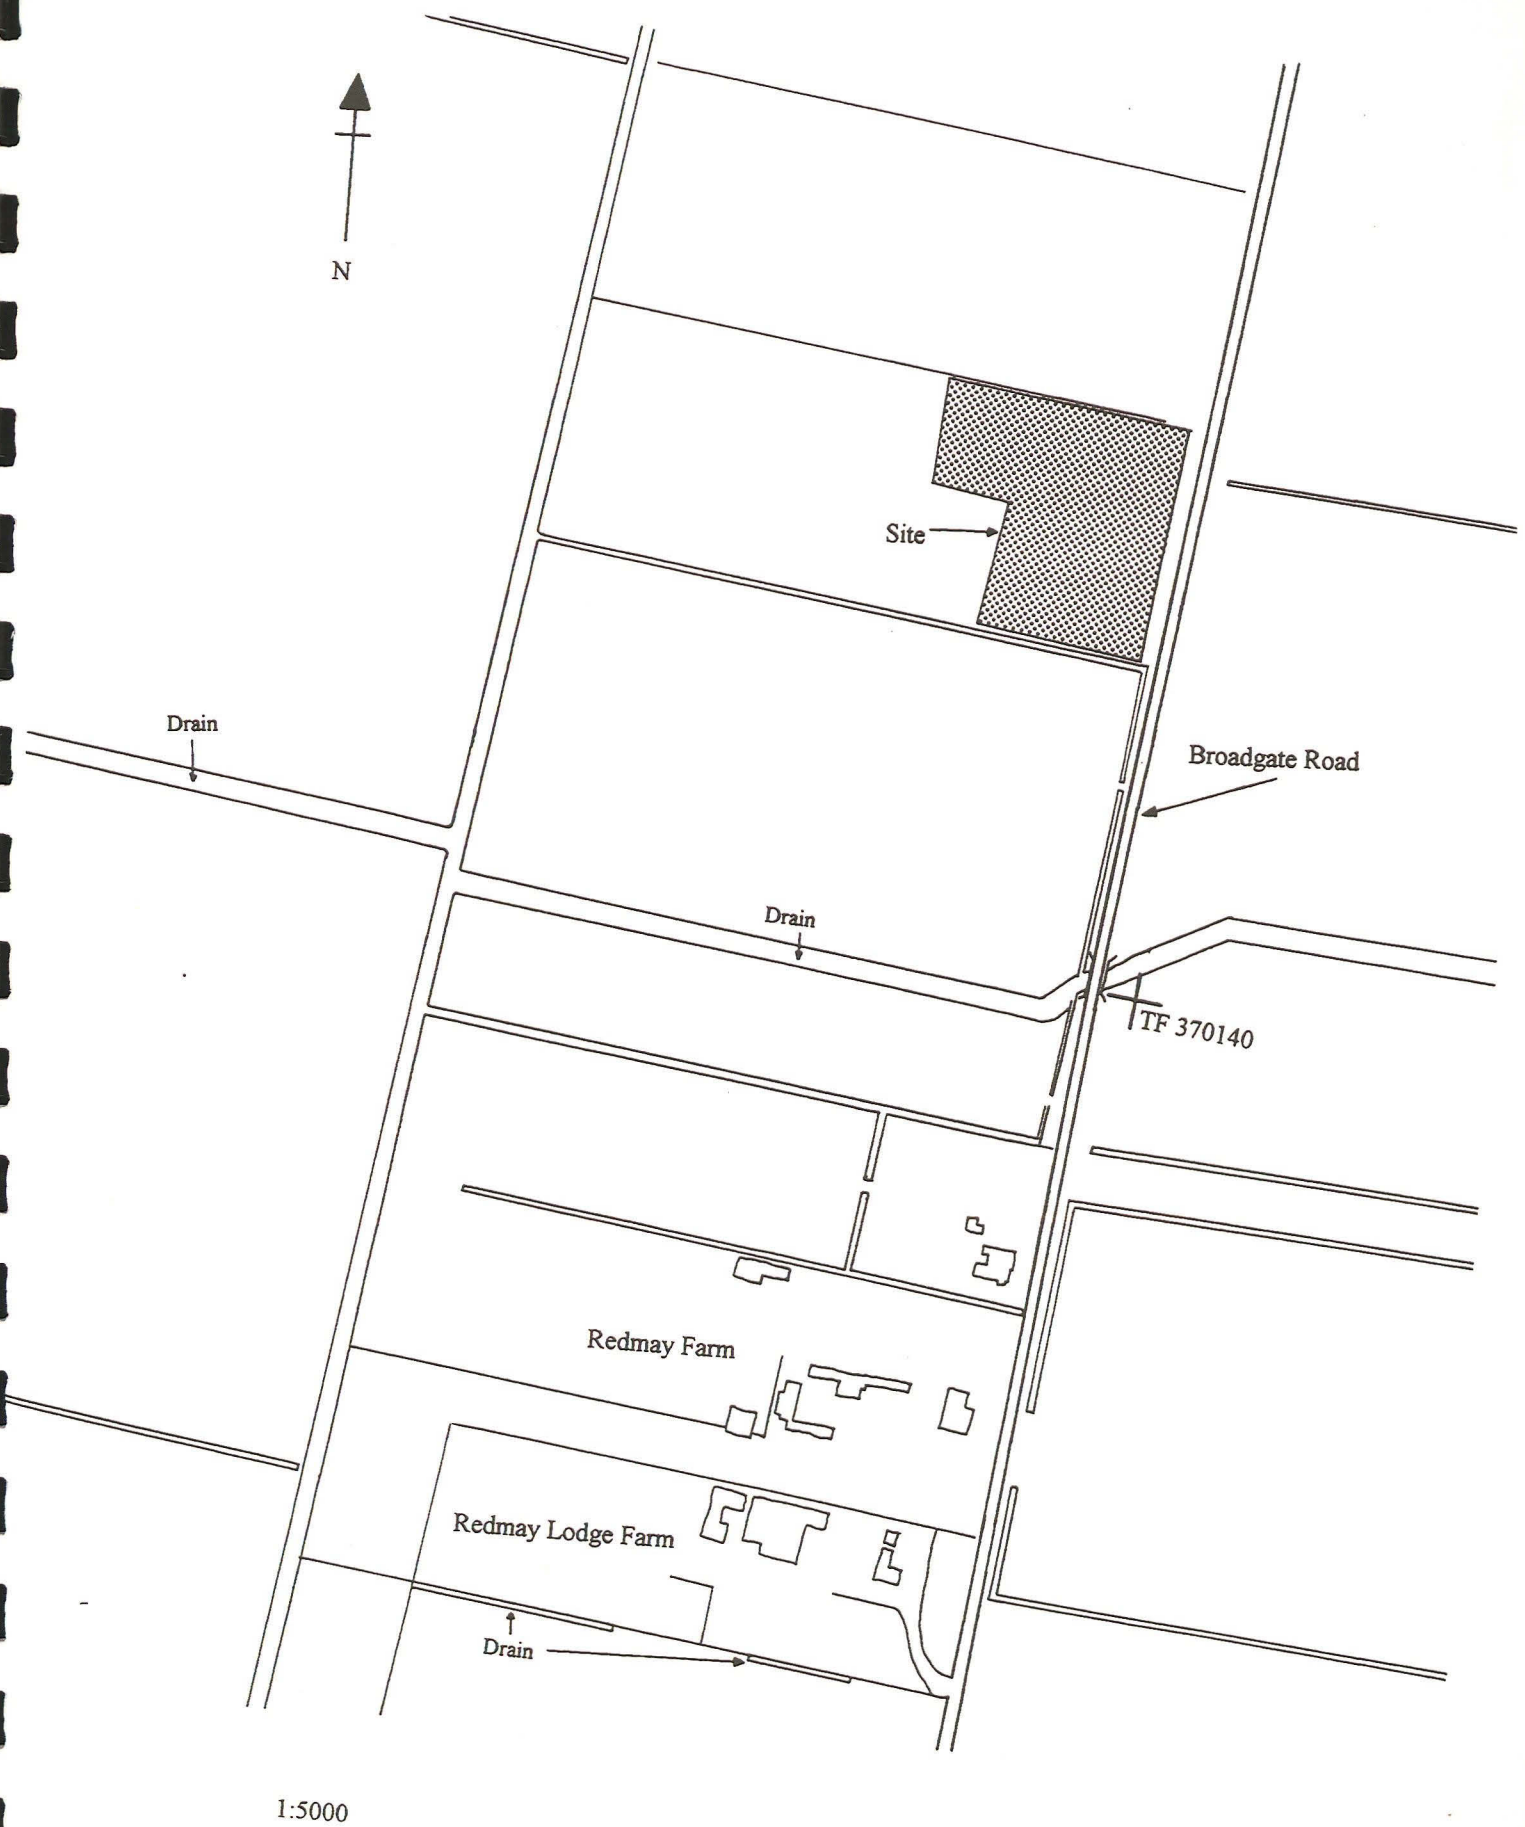 N
Site
Drain
Broadgate Road
Drain
TF 370140
Redmay Farm
Redmay Lodge Farm
Drain
1:5000